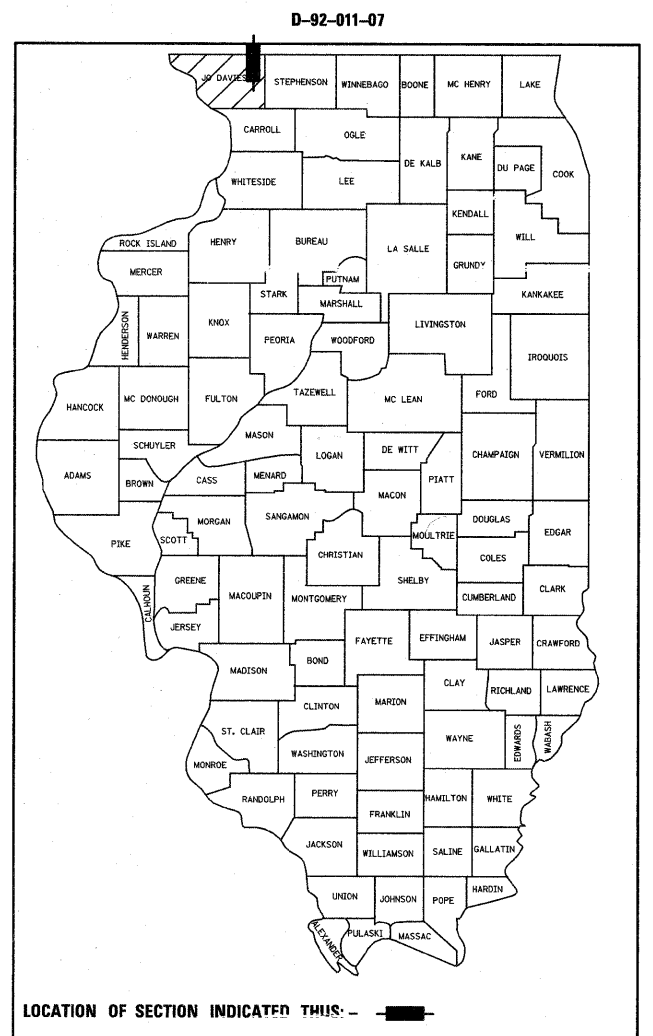 D-92-011-07
JO DAVIES STEPHENSON WINNEBAGO BOONE MC HENRY LAKE
CARROLL OGLE DE KALB KANE DU PAGE COOK
WHITESIDE LEE
KENDALL
ROCK ISLAND HENRY BUREAU LA SALLE GRUNDY WILL
MERCER PUTNAM
STARK MARSHALL KANKAKEE
HENDERSON WARREN KNOX PEORIA WOODFORD LIVINGSTON IROQUOIS
HANCOCK MC DONOUGH FULTON TAZEWELL MC LEAN FORD
MASON
SCHUYLER LOGAN DE WITT CHAMPAIGN VERMILION
ADAMS BROWN CASS MENARD PIATT
MACON
MORGAN SANGAMON DOUGLAS
PIKE SCOTT CHRISTIAN MOULTRIE EDGAR
COLES
GREENE MACOUPIN MONTGOMERY SHELBY CLARK
CALHOUN CUMBERLAND
JERSEY FAYETTE EFFINGHAM JASPER CRAWFORD
MADISON BOND
CLAY RICHLAND LAWRENCE
CLINTON MARION
ST. CLAIR WAYNE EDWARDS WABASH
WASHINGTON JEFFERSON
MONROE
RANDOLPH PERRY HAMILTON WHITE
FRANKLIN
JACKSON WILLIAMSON SALINE GALLATIN
UNION JOHNSON POPE HARDIN
ALEXANDER PULASKI MASSAC
LOCATION OF SECTION INDICATED THUS: -